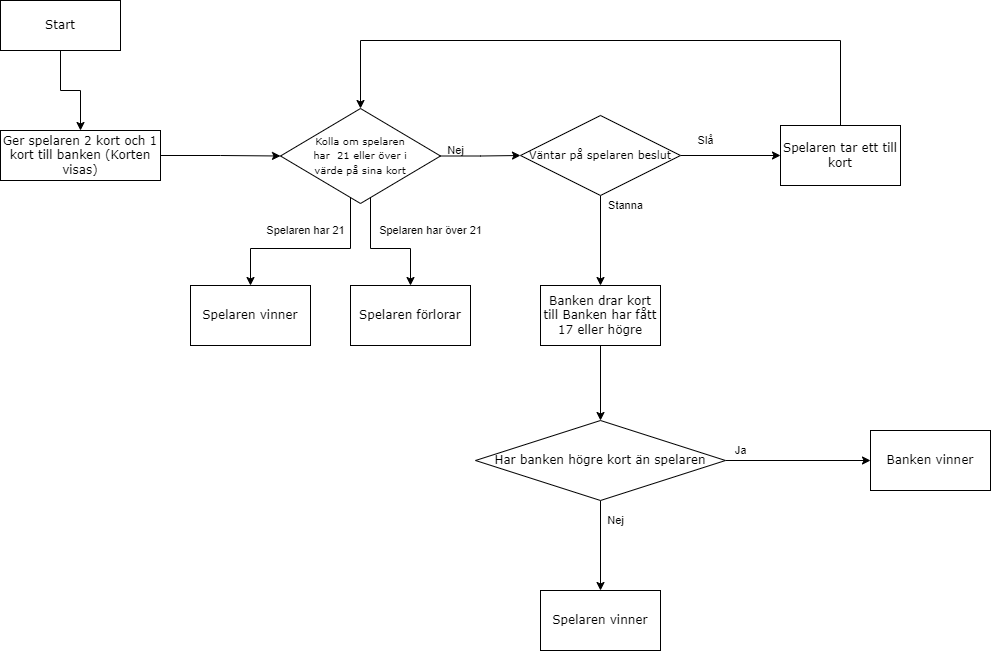 Start
Ger spelaren 2 kort och 1
kort till banken (Korten
visas)
Kolla om spelaren
har 21 eller över i
värde på sina kort
Nej
Väntar på spelaren beslut
Slå
Spelaren tar ett till
kort
Stanna
Spelaren har 21
Spelaren har över 21
Spelaren vinner
Spelaren förlorar
Banken drar kort
till Banken har fått
17 eller högre
Har banken högre kort än spelaren
Ja
Banken vinner
Nej
Spelaren vinner